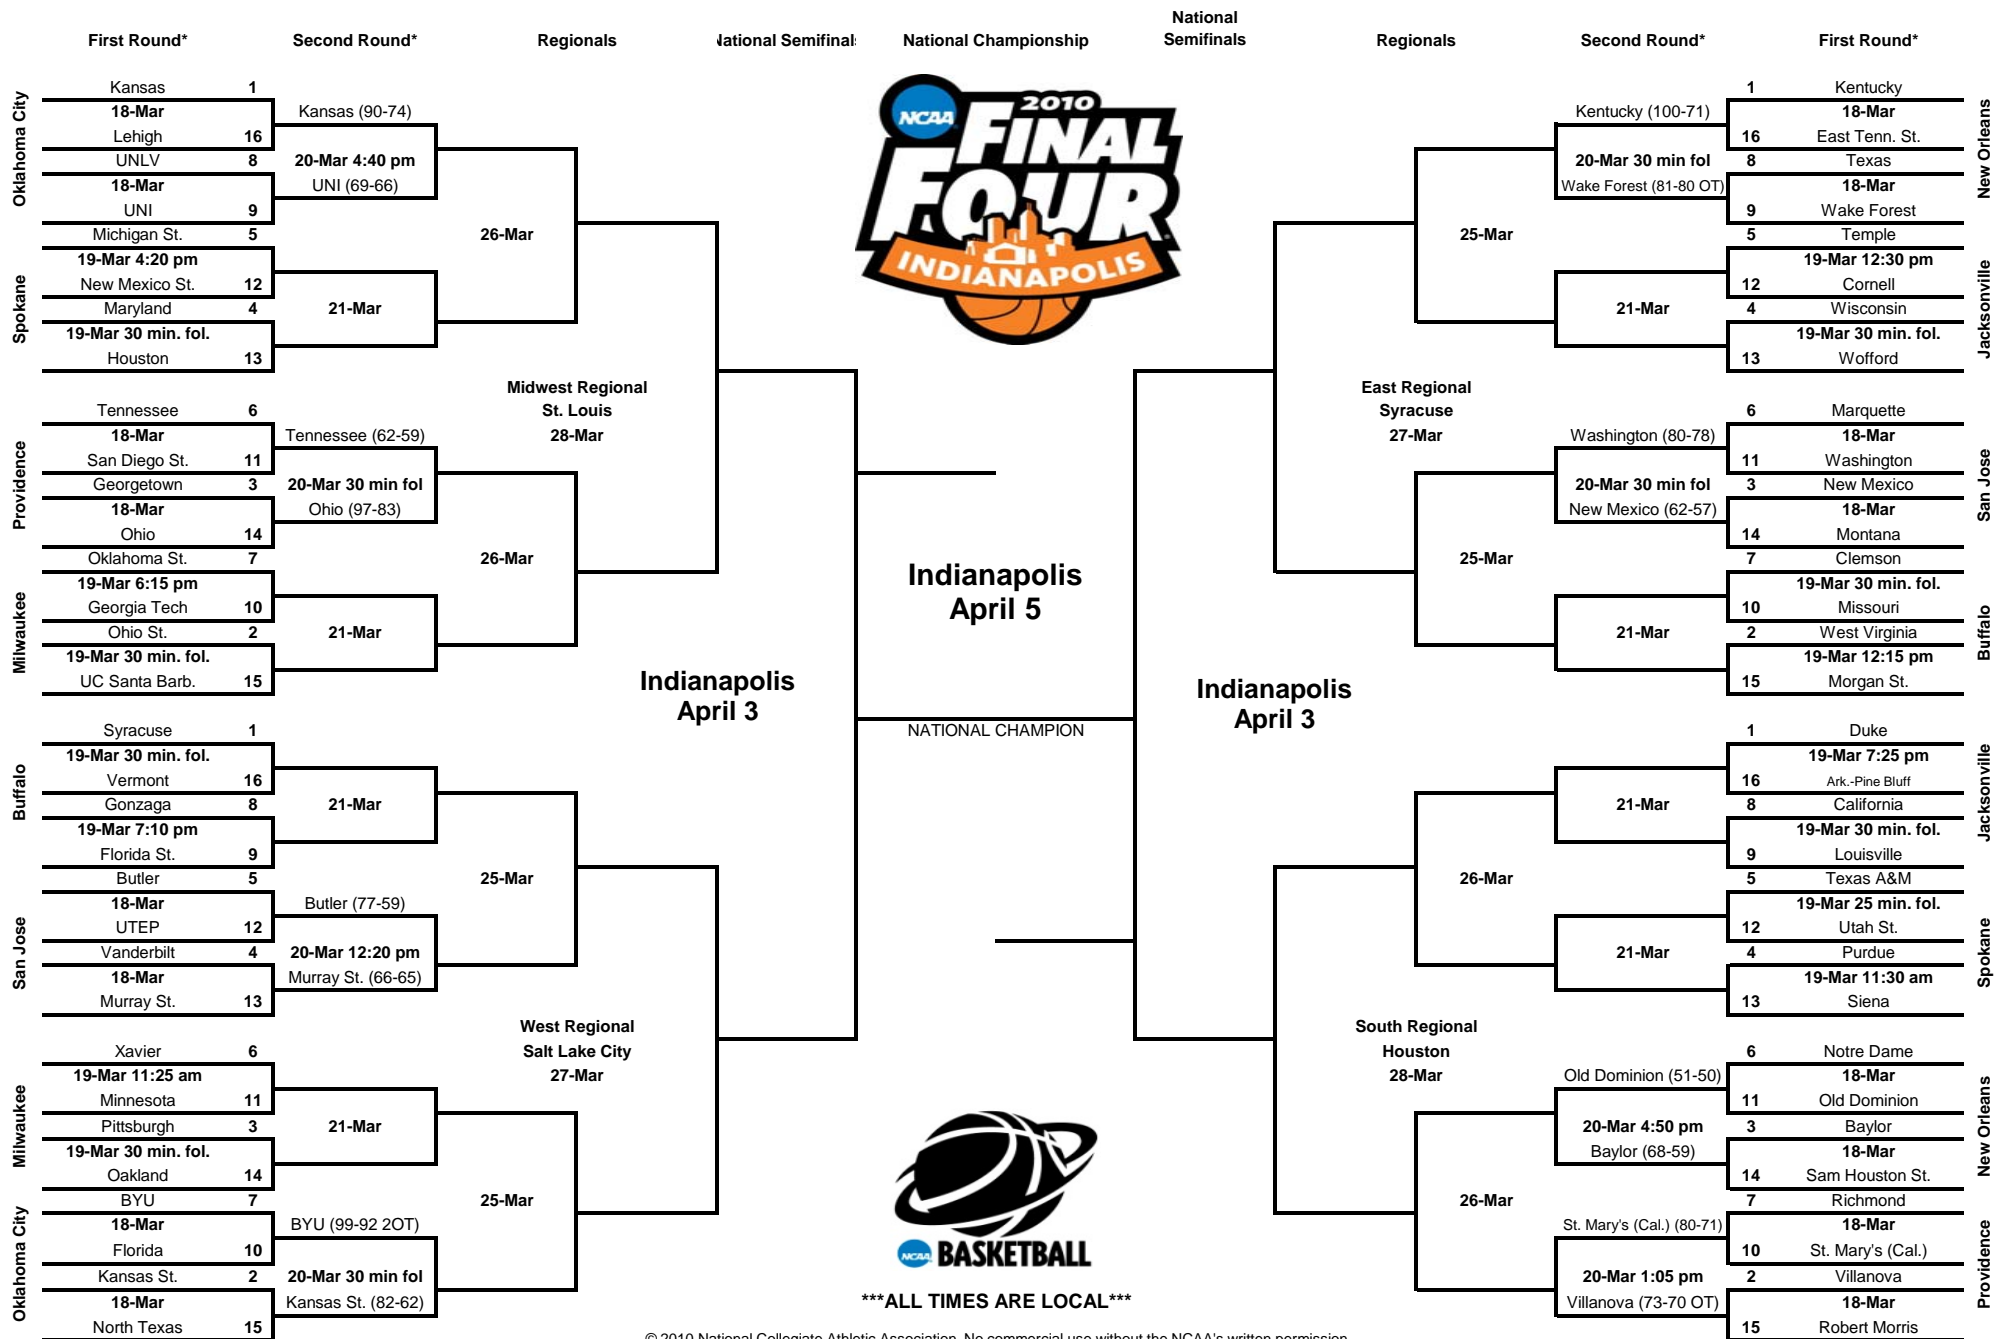 First Round*
Second Round*
Regionals
National Semifinals
National Championship
National
Semifinals
Regionals
Second Round*
First Round*
Oklahoma City
Kansas 1
18-Mar
Lehigh 16
UNLV 8
18-Mar
UNI 9
Kansas (90-74)
20-Mar 4:40 pm
UNI (69-66)
Spokane
Michigan St. 5
19-Mar 4:20 pm
New Mexico St. 12
Maryland 4
19-Mar 30 min. fol.
Houston 13
21-Mar
26-Mar
Midwest Regional
St. Louis
28-Mar
Providence
Tennessee 6
18-Mar
San Diego St. 11
Georgetown 3
18-Mar
Ohio 14
Tennessee (62-59)
20-Mar 30 min fol
Ohio (97-83)
Milwaukee
Oklahoma St. 7
19-Mar 6:15 pm
Georgia Tech 10
Ohio St. 2
19-Mar 30 min. fol.
UC Santa Barb. 15
21-Mar
26-Mar
Indianapolis
April 3
Buffalo
Syracuse 1
19-Mar 30 min. fol.
Vermont 16
Gonzaga 8
19-Mar 7:10 pm
Florida St. 9
21-Mar
San Jose
Butler 5
18-Mar
UTEP 12
Vanderbilt 4
18-Mar
Murray St. 13
Butler (77-59)
20-Mar 12:20 pm
Murray St. (66-65)
25-Mar
West Regional
Salt Lake City
27-Mar
Milwaukee
Xavier 6
19-Mar 11:25 am
Minnesota 11
Pittsburgh 3
19-Mar 30 min. fol.
Oakland 14
21-Mar
Oklahoma City
BYU 7
18-Mar
Florida 10
Kansas St. 2
18-Mar
North Texas 15
BYU (99-92 2OT)
20-Mar 30 min fol
Kansas St. (82-62)
25-Mar
NCAA
2010
FINAL
FOUR
INDIANAPOLIS
Indianapolis
April 5
NATIONAL CHAMPION
NCAA BASKETBALL
***ALL TIMES ARE LOCAL***
© 2010 National Collegiate Athletic Association. No commercial use without the NCAA's written permission.
New Orleans
1 Kentucky
18-Mar
16 East Tenn. St.
8 Texas
18-Mar
9 Wake Forest
Kentucky (100-71)
20-Mar 30 min fol
Wake Forest (81-80 OT)
Jacksonville
5 Temple
19-Mar 12:30 pm
12 Cornell
4 Wisconsin
19-Mar 30 min. fol.
13 Wofford
21-Mar
25-Mar
East Regional
Syracuse
27-Mar
San Jose
6 Marquette
18-Mar
11 Washington
3 New Mexico
18-Mar
14 Montana
Washington (80-78)
20-Mar 30 min fol
New Mexico (62-57)
Buffalo
7 Clemson
19-Mar 30 min. fol.
10 Missouri
2 West Virginia
19-Mar 12:15 pm
15 Morgan St.
21-Mar
25-Mar
Indianapolis
April 3
Jacksonville
1 Duke
19-Mar 7:25 pm
16 Ark.-Pine Bluff
8 California
19-Mar 30 min. fol.
9 Louisville
21-Mar
Spokane
5 Texas A&M
19-Mar 25 min. fol.
12 Utah St.
4 Purdue
19-Mar 11:30 am
13 Siena
21-Mar
26-Mar
South Regional
Houston
28-Mar
New Orleans
6 Notre Dame
18-Mar
11 Old Dominion
3 Baylor
18-Mar
14 Sam Houston St.
Old Dominion (51-50)
20-Mar 4:50 pm
Baylor (68-59)
Providence
7 Richmond
18-Mar
10 St. Mary's (Cal.)
2 Villanova
18-Mar
15 Robert Morris
St. Mary's (Cal.) (80-71)
20-Mar 1:05 pm
Villanova (73-70 OT)
26-Mar